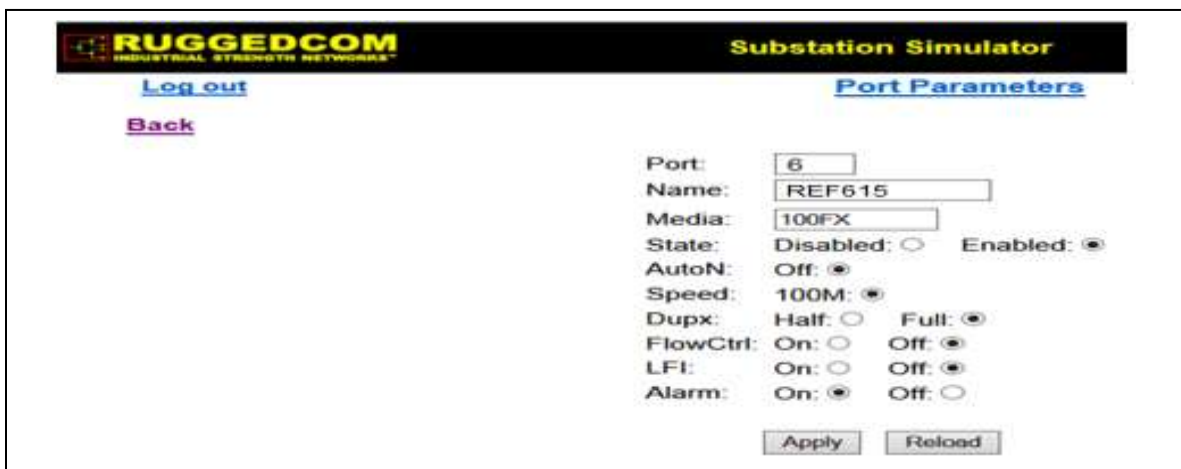 RUGGEDCOM
INDUSTRIAL STRENGTH NETWORKS™
Substation Simulator
Log out
Port Parameters
Back
Port: 6
Name: REF615
Media: 100FX
State: Disabled: Enabled:
AutoN: Off:
Speed: 100M:
Dupx: Half: Full:
FlowCtrl: On: Off:
LFI: On: Off:
Alarm: On: Off:
Apply Reload